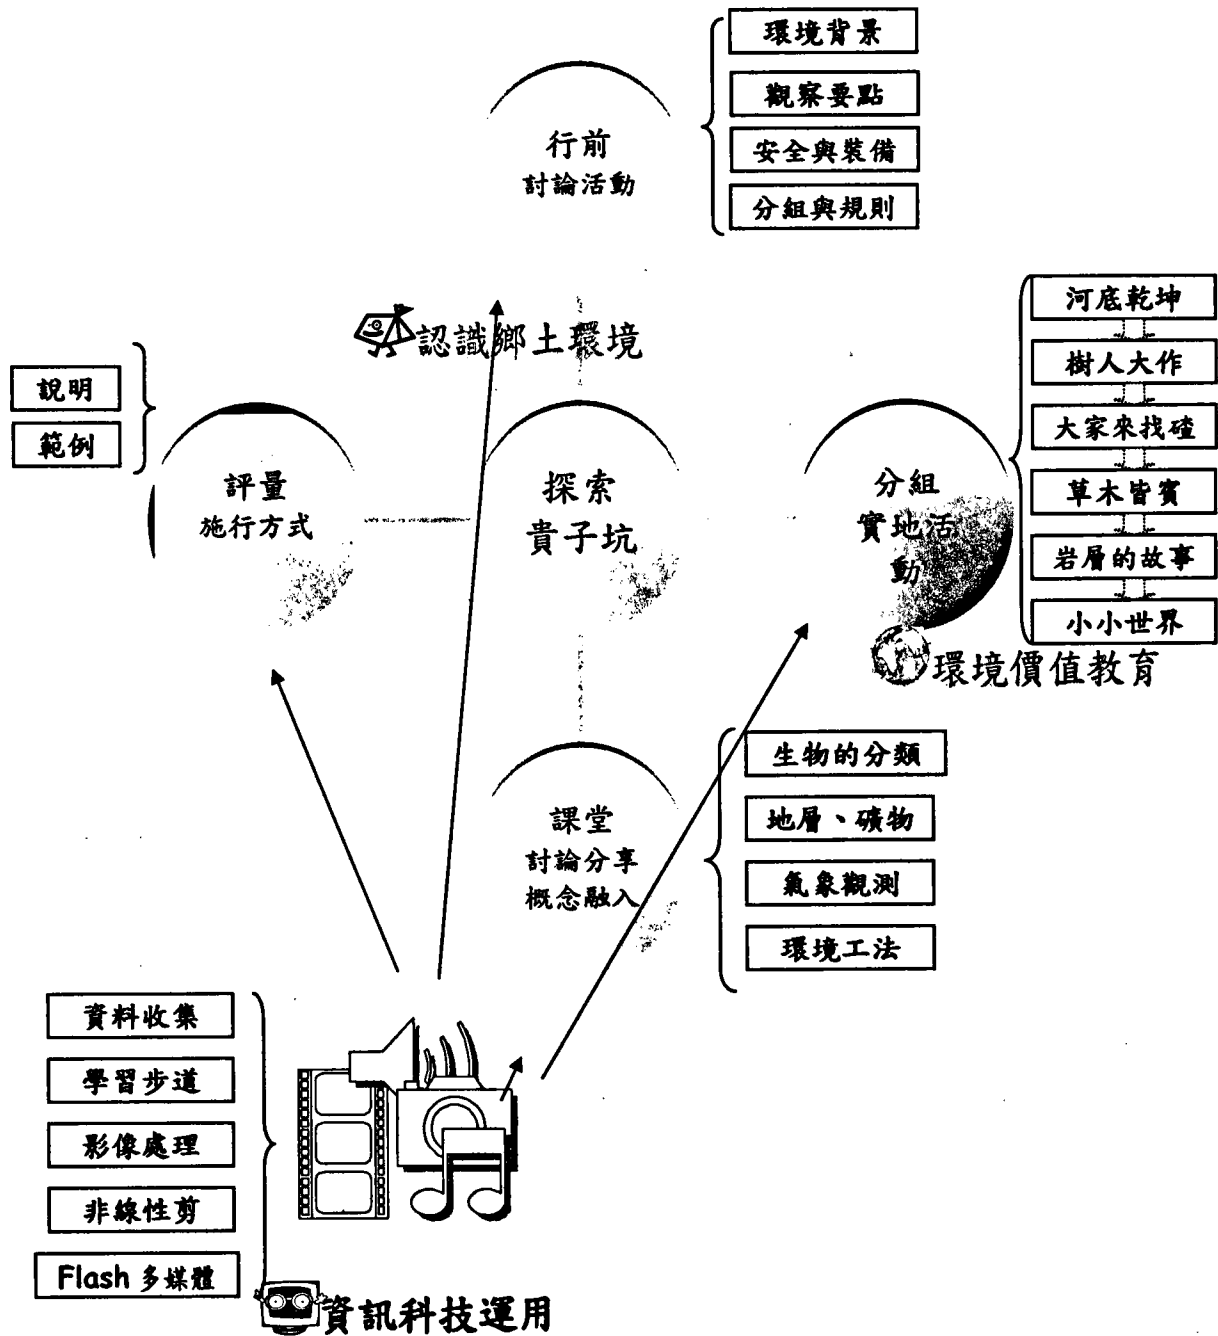 環境背景
觀察要點
安全與裝備
分組與規則
行前
討論活動
認識鄉土環境
說明
範例
評量
施行方式
探索
貴子坑
分組
實地活
動
河底乾坤
樹人大作
大家來找碴
草木皆賓
岩層的故事
小小世界
環境價值教育
課堂
討論分享
概念融入
生物的分類
地層、礦物
氣象觀測
環境工法
資料收集
學習步道
影像處理
非線性剪
Flash 多媒體
資訊科技運用